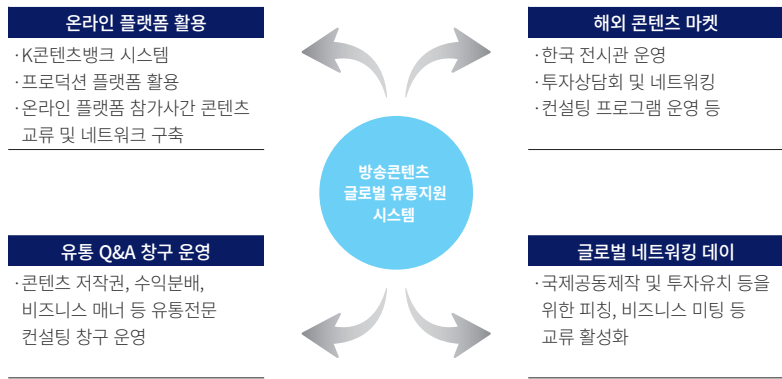 온라인 플랫폼 활용
·K콘텐츠뱅크 시스템
·프로덕션 플랫폼 활용
·온라인 플랫폼 참가사간 콘텐츠
교류 및 네트워크 구축
해외 콘텐츠 마켓
·한국 전시관 운영
·투자상담회 및 네트워킹
·컨설팅 프로그램 운영 등
방송콘텐츠
글로벌 유통지원
시스템
유통 Q&A 창구 운영
·콘텐츠 저작권, 수익분배,
비즈니스 매너 등 유통전문
컨설팅 창구 운영
글로벌 네트워킹 데이
·국제공동제작 및 투자유치 등을
위한 피칭, 비즈니스 미팅 등
교류 활성화